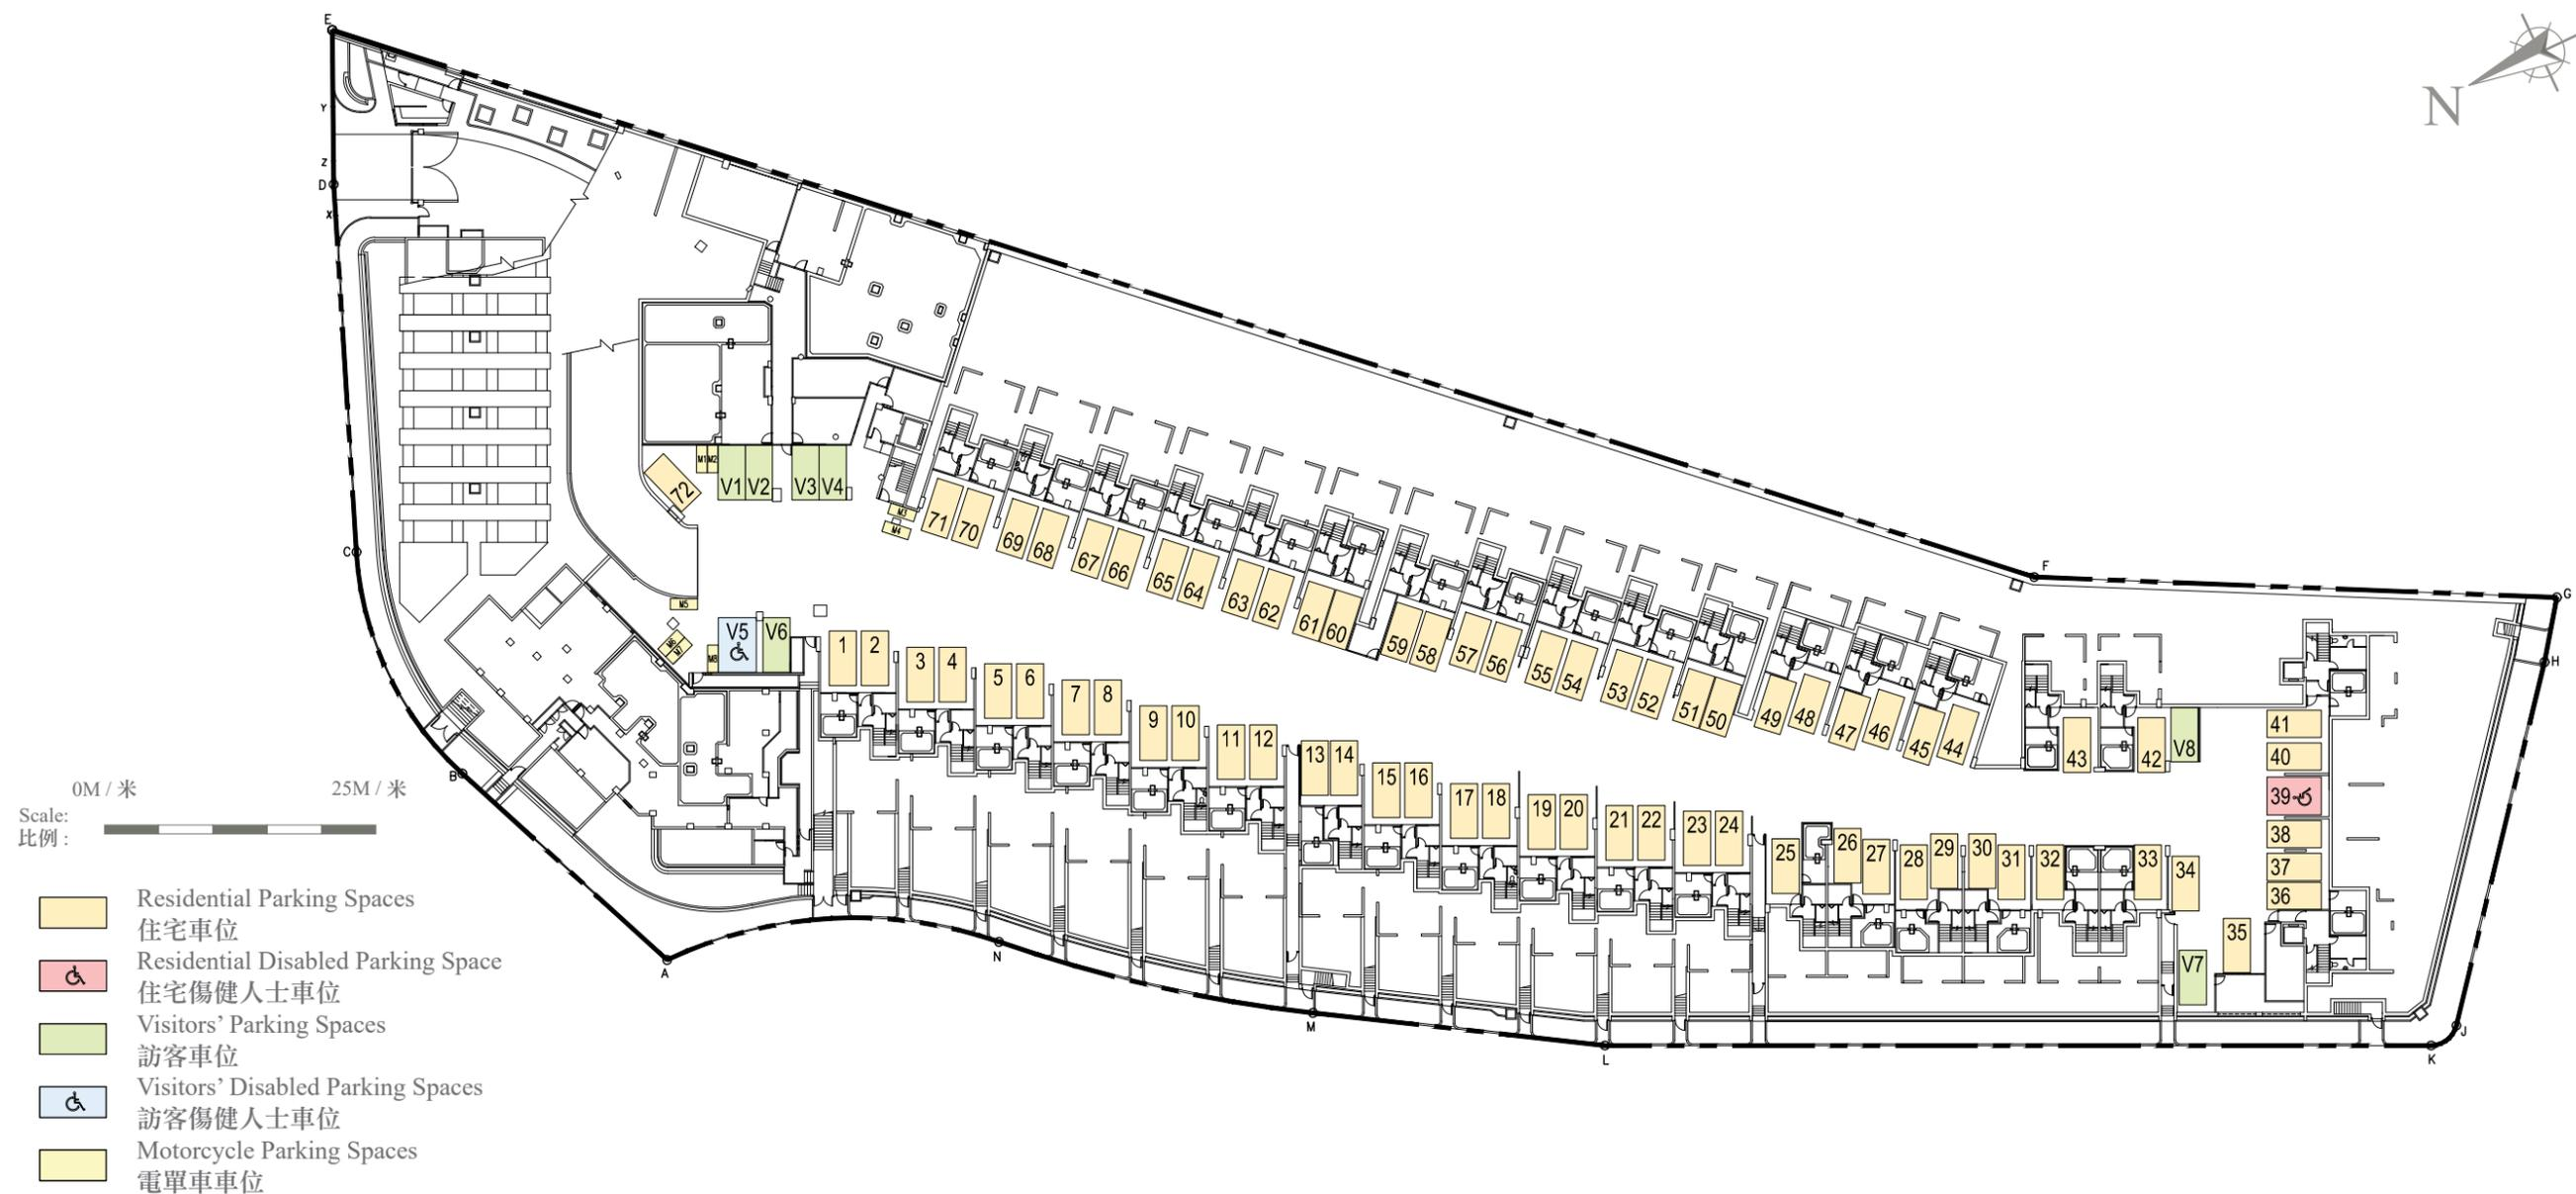 E
N
Y
Z
D
X
F
G
C
H
M1
M2
V1
V2
V3
V4
72
M3
M4
71
70
69
68
67
66
65
64
63
62
61
60
59
58
57
56
55
54
53
52
51
50
49
48
47
46
45
44
43
42
V8
41
40
39
38
37
36
M5
M6
M7
M8
V5
V6
1
2
3
4
5
6
7
8
9
10
11
12
13
14
15
16
17
18
19
20
21
22
23
24
25
26
27
28
29
30
31
32
33
34
35
V7
B
A
N
M
L
K
J
0M / 米
25M / 米
Scale:
比例 :
Residential Parking Spaces
住宅車位
Residential Disabled Parking Space
住宅傷健人士車位
Visitors’ Parking Spaces
訪客車位
Visitors’ Disabled Parking Spaces
訪客傷健人士車位
Motorcycle Parking Spaces
電單車車位